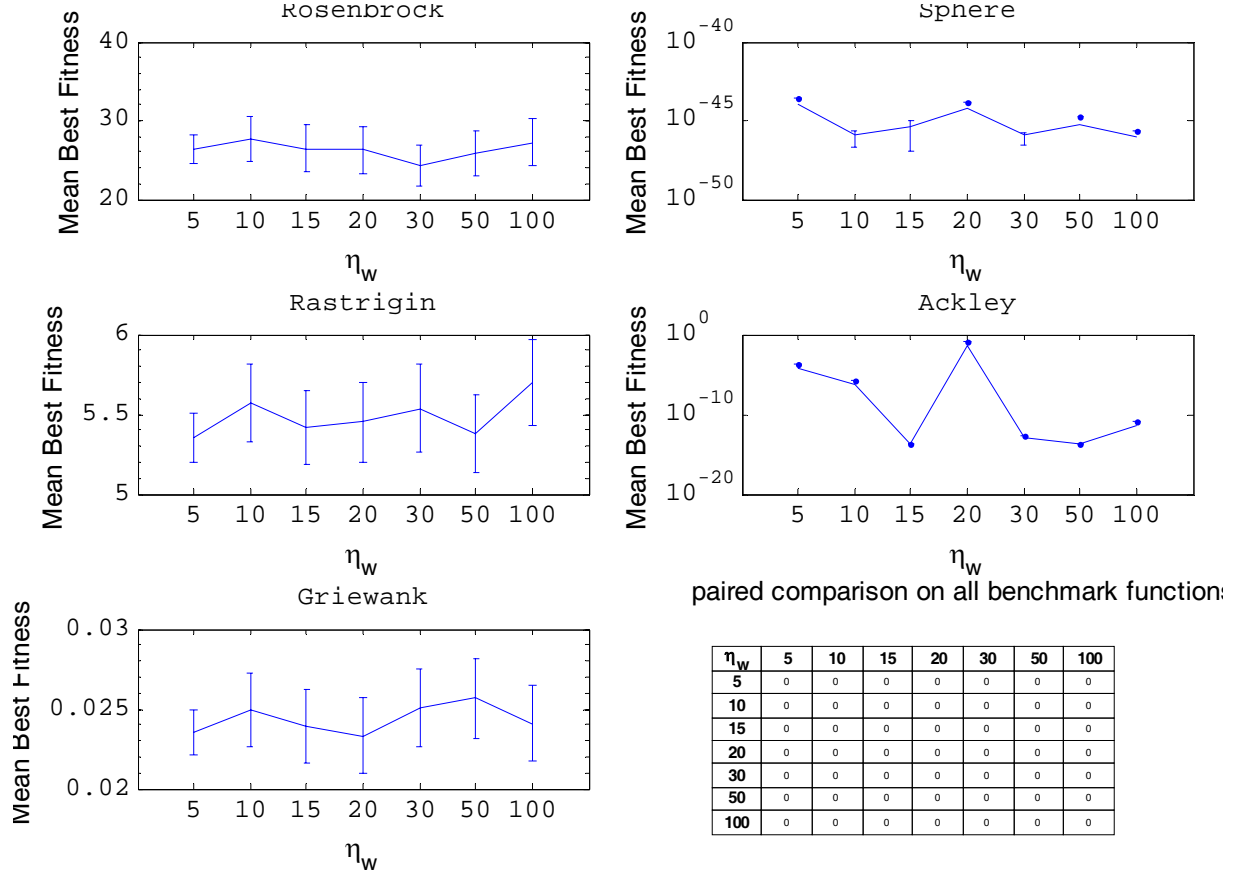 Rosenbrock
Mean Best Fitness
40
30
20
5 10 15 20 30 50 100
ηw
Sphere
Mean Best Fitness
10^-40
10^-45
10^-50
5 10 15 20 30 50 100
ηw
Rastrigin
Mean Best Fitness
6
5.5
5
5 10 15 20 30 50 100
ηw
Ackley
Mean Best Fitness
10^0
10^-10
10^-20
5 10 15 20 30 50 100
ηw
Griewank
Mean Best Fitness
0.03
0.025
0.02
5 10 15 20 30 50 100
ηw
paired comparison on all benchmark functions
ηw 5 10 15 20 30 50 100
5 0 0 0 0 0 0 0
10 0 0 0 0 0 0 0
15 0 0 0 0 0 0 0
20 0 0 0 0 0 0 0
30 0 0 0 0 0 0 0
50 0 0 0 0 0 0 0
100 0 0 0 0 0 0 0